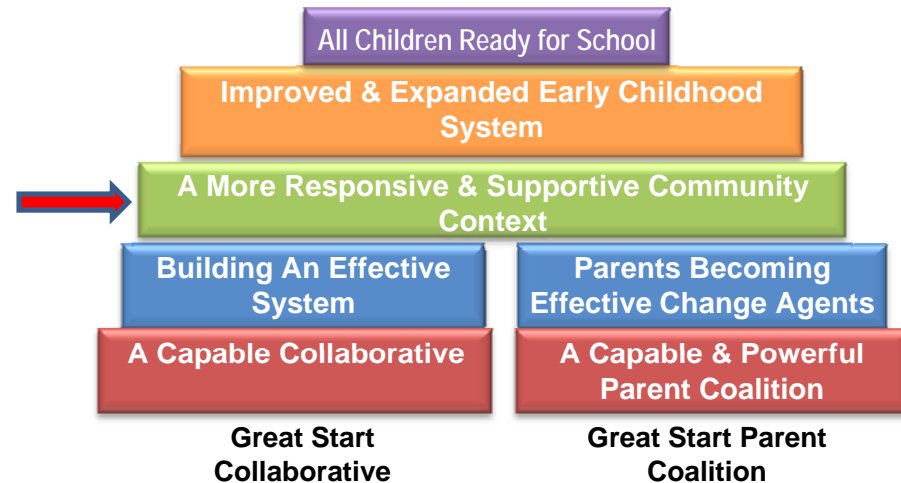 All Children Ready for School
Improved & Expanded Early Childhood
System
A More Responsive & Supportive Community
Context
Building An Effective
System
Parents Becoming
Effective Change Agents
A Capable Collaborative
A Capable & Powerful
Parent Coalition
Great Start
Collaborative
Great Start Parent
Coalition